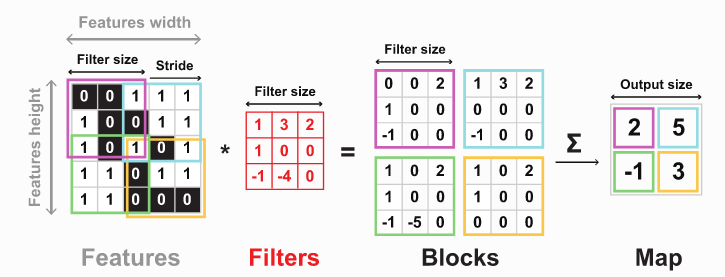 Features width
Filter size
Stride
Features height
0 0 1 1 1
1 0 0 1 1
1 0 1 0 1
1 1 0 1 1
1 1 0 0 0
Features
*
Filter size
1 3 2
1 0 0
-1 -4 0
Filters
=
Filter size
0 0 2
1 0 0
-1 0 0
1 3 2
0 0 0
-1 0 0
1 0 2
1 0 0
-1 -5 0
1 0 2
1 0 0
0 0 0
Blocks
Σ
Output size
2 5
-1 3
Map